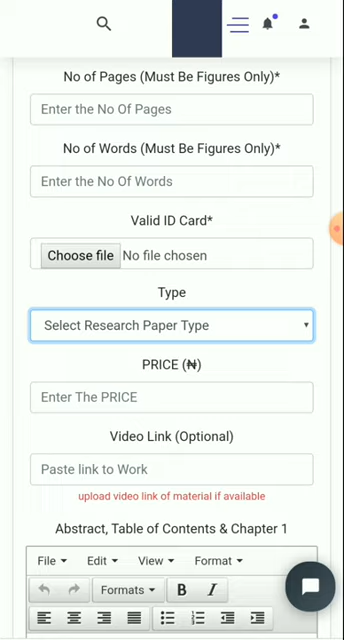 No of Pages (Must Be Figures Only)*
Enter the No Of Pages
No of Words (Must Be Figures Only)*
Enter the No Of Words
Valid ID Card*
Choose file No file chosen
Type
Select Research Paper Type
PRICE (₦)
Enter The PRICE
Video Link (Optional)
Paste link to Work
upload video link of material if available
Abstract, Table of Contents & Chapter 1
File Edit View Format
Formats B I